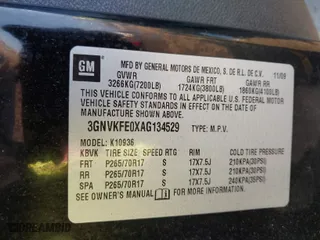 GM
MFD BY GENERAL MOTORS DE MEXICO, S. DE R.L. DE C.V.
11/09
GVWR GAWR FRT GAWR RR
3266KG(7200LB) 1724KG(3800LB) 1860KG(4100LB)
THIS VEHICLE CONFORMS TO ALL APPLICABLE U.S.
FEDERAL MOTOR VEHICLE SAFETY STANDARDS
IN EFFECT ON THE DATE OF
MANUFACTURE SHOWN ABOVE.
3GNVKFE0XAG134529 TYPE: M.P.V.
MODEL: K10936
KBVK TIRE SIZE SPEED RTG RIM COLD TIRE PRESSURE
FRT P265/70R17 S 17X7.5J 210KPA(30PSI)
RR P265/70R17 S 17X7.5J 210KPA(30PSI)
SPA P265/70R17 S 17X7.5J 240KPA(35PSI)
SEE OWNER'S MANUAL FOR ADDITIONAL INFORMATION
DREAMBID